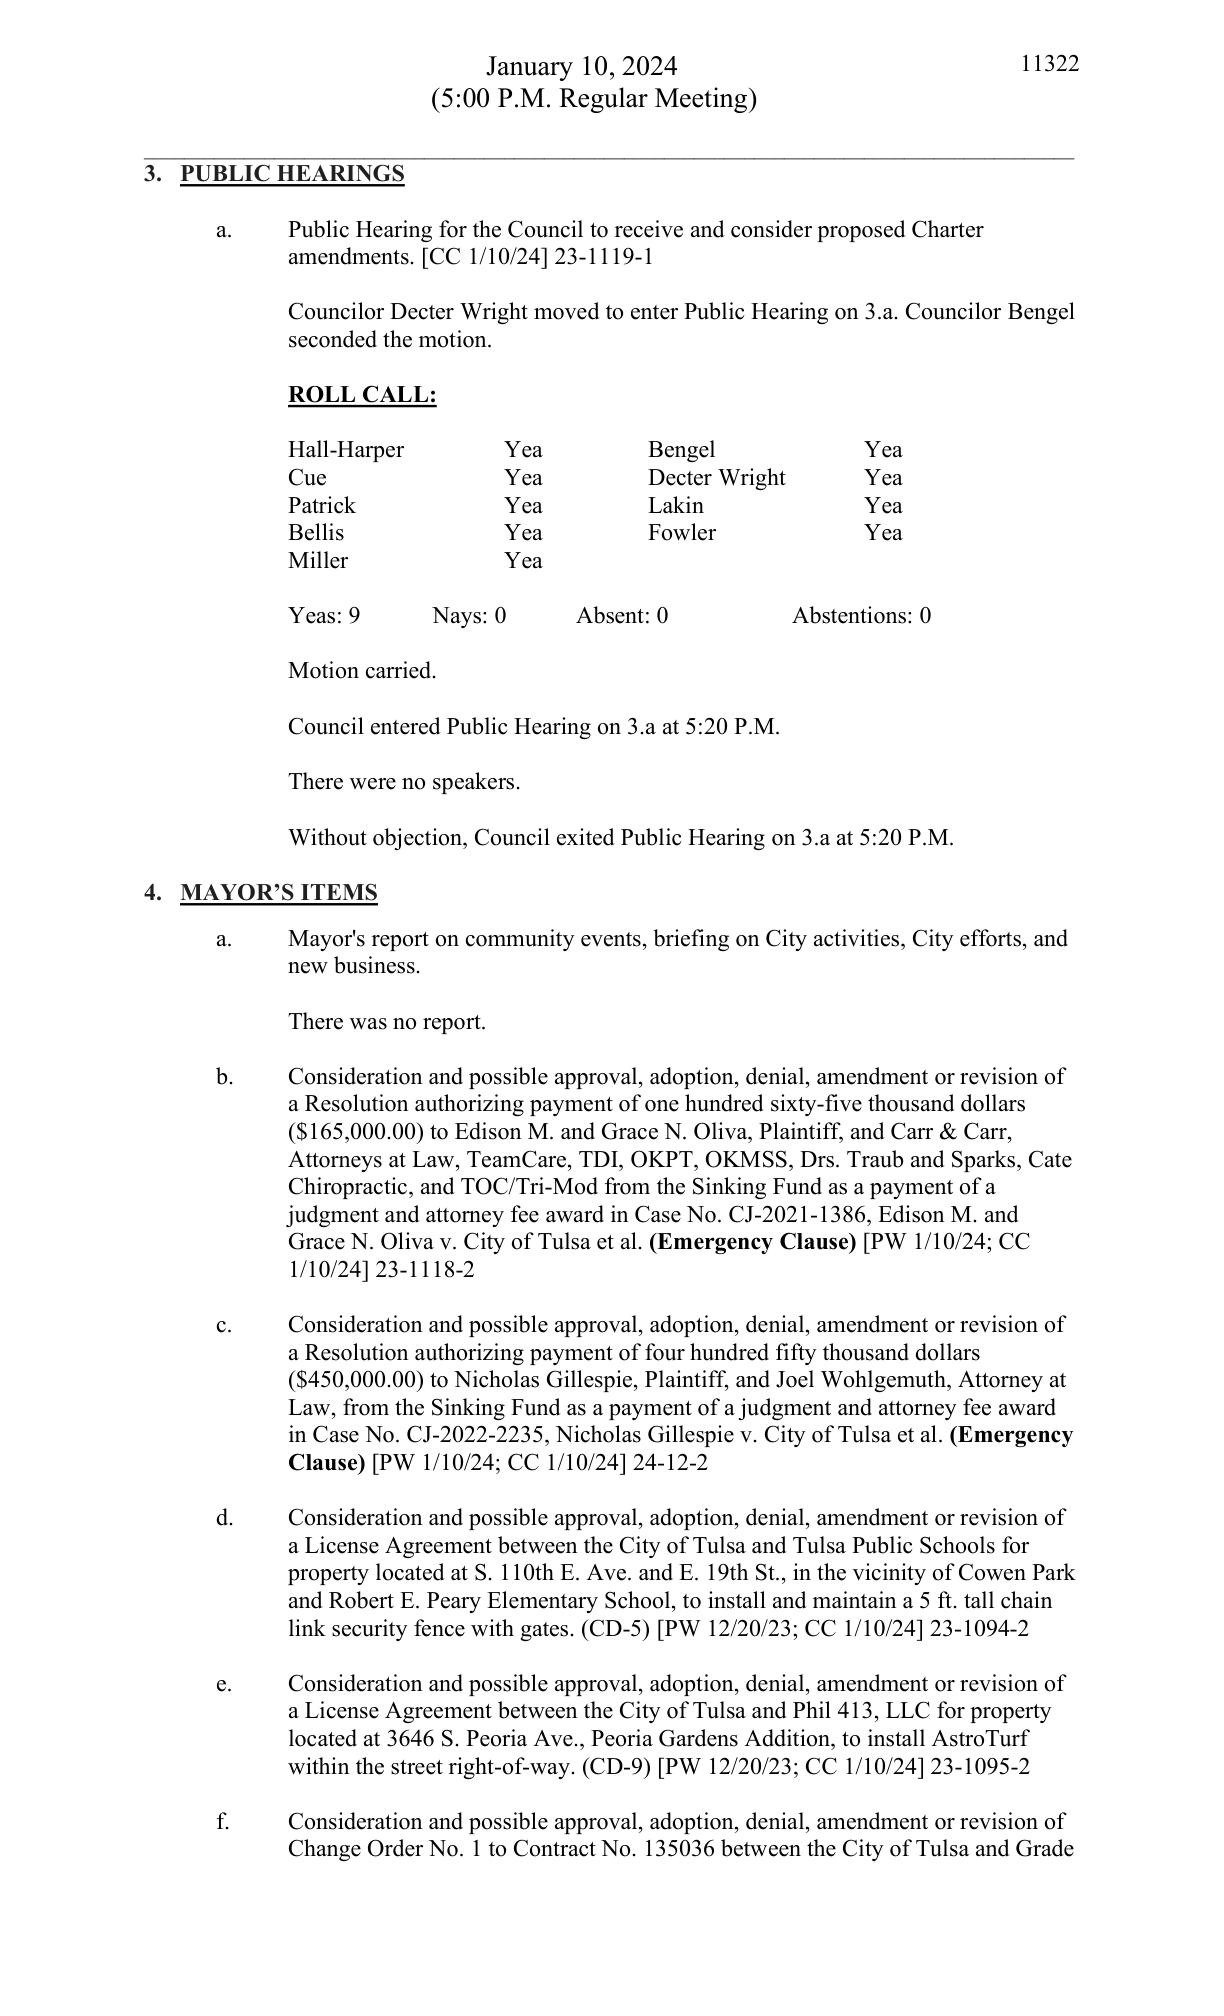 January 10, 2024 11322
(5:00 P.M. Regular Meeting)
3. PUBLIC HEARINGS
a. Public Hearing for the Council to receive and consider proposed Charter
amendments. [CC 1/10/24] 23-1119-1
Councilor Decter Wright moved to enter Public Hearing on 3.a. Councilor Bengel
seconded the motion.
ROLL CALL:
Hall-Harper Yea Bengel Yea
Cue Yea Decter Wright Yea
Patrick Yea Lakin Yea
Bellis Yea Fowler Yea
Miller Yea
Yeas: 9 Nays: 0 Absent: 0 Abstentions: 0
Motion carried.
Council entered Public Hearing on 3.a at 5:20 P.M.
There were no speakers.
Without objection, Council exited Public Hearing on 3.a at 5:20 P.M.
4. MAYOR’S ITEMS
a. Mayor's report on community events, briefing on City activities, City efforts, and
new business.
There was no report.
b. Consideration and possible approval, adoption, denial, amendment or revision of
a Resolution authorizing payment of one hundred sixty-five thousand dollars
($165,000.00) to Edison M. and Grace N. Oliva, Plaintiff, and Carr & Carr,
Attorneys at Law, TeamCare, TDI, OKPT, OKMSS, Drs. Traub and Sparks, Cate
Chiropractic, and TOC/Tri-Mod from the Sinking Fund as a payment of a
judgment and attorney fee award in Case No. CJ-2021-1386, Edison M. and
Grace N. Oliva v. City of Tulsa et al. (Emergency Clause) [PW 1/10/24; CC
1/10/24] 23-1118-2
c. Consideration and possible approval, adoption, denial, amendment or revision of
a Resolution authorizing payment of four hundred fifty thousand dollars
($450,000.00) to Nicholas Gillespie, Plaintiff, and Joel Wohlgemuth, Attorney at
Law, from the Sinking Fund as a payment of a judgment and attorney fee award
in Case No. CJ-2022-2235, Nicholas Gillespie v. City of Tulsa et al. (Emergency
Clause) [PW 1/10/24; CC 1/10/24] 24-12-2
d. Consideration and possible approval, adoption, denial, amendment or revision of
a License Agreement between the City of Tulsa and Tulsa Public Schools for
property located at S. 110th E. Ave. and E. 19th St., in the vicinity of Cowen Park
and Robert E. Peary Elementary School, to install and maintain a 5 ft. tall chain
link security fence with gates. (CD-5) [PW 12/20/23; CC 1/10/24] 23-1094-2
e. Consideration and possible approval, adoption, denial, amendment or revision of
a License Agreement between the City of Tulsa and Phil 413, LLC for property
located at 3646 S. Peoria Ave., Peoria Gardens Addition, to install AstroTurf
within the street right-of-way. (CD-9) [PW 12/20/23; CC 1/10/24] 23-1095-2
f. Consideration and possible approval, adoption, denial, amendment or revision of
Change Order No. 1 to Contract No. 135036 between the City of Tulsa and Grade